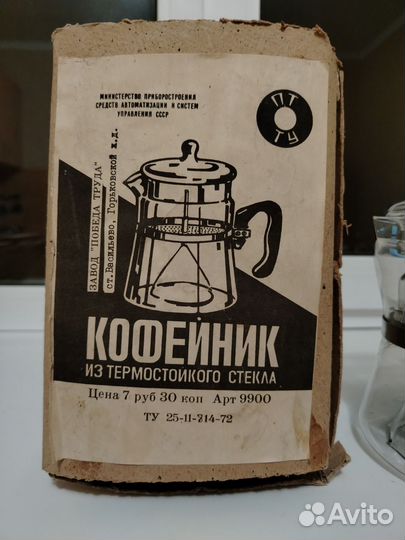 МИНИСТЕРСТВО ПРИБОРОСТРОЕНИЯ
СРЕДСТВ АВТОМАТИЗАЦИИ И СИСТЕМ
УПРАВЛЕНИЯ СССР
ПТ
ТУ
ЗАВОД "ПОБЕДА ТРУДА"
ст.Васильево, Горьковской ж.д.
КОФЕЙНИК
ИЗ ТЕРМОСТОЙКОГО СТЕКЛА
Цена 7 руб 30 коп Арт 9900
ТУ 25-11-714-72
Avito